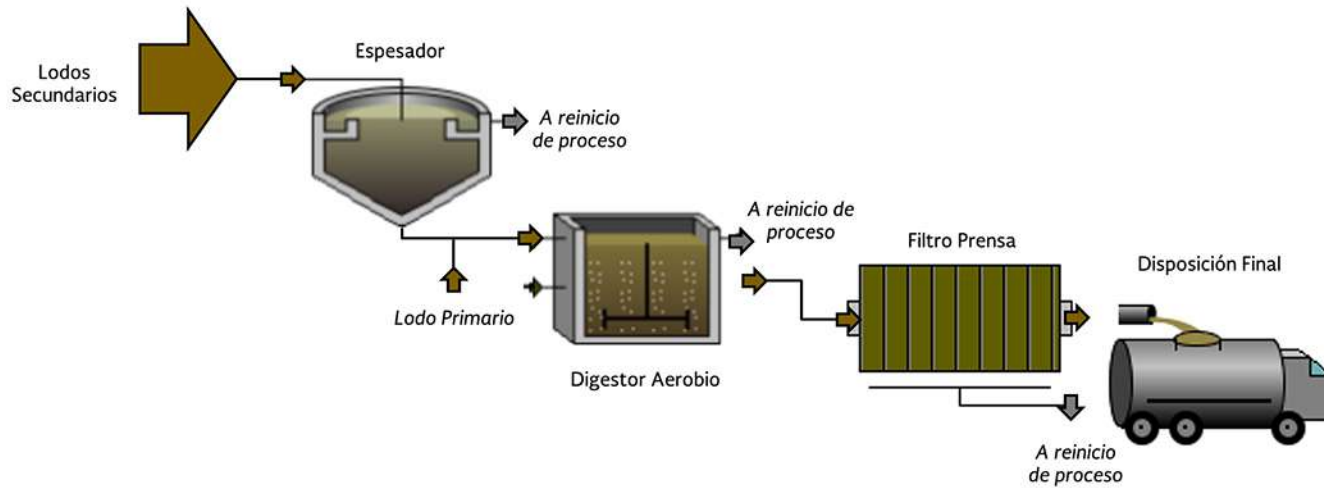 Lodos
Secundarios
Espesador
A reinicio
de proceso
Lodo Primario
Digestor Aerobio
A reinicio de
proceso
Filtro Prensa
A reinicio
de proceso
Disposición Final